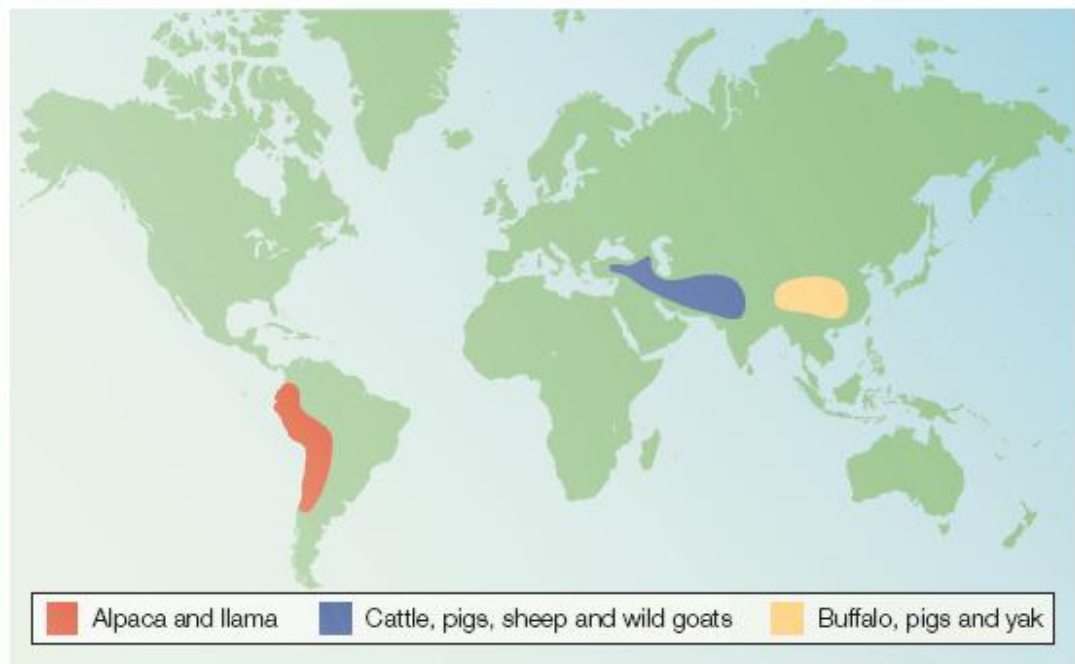 Alpaca and llama
Cattle, pigs, sheep and wild goats
Buffalo, pigs and yak